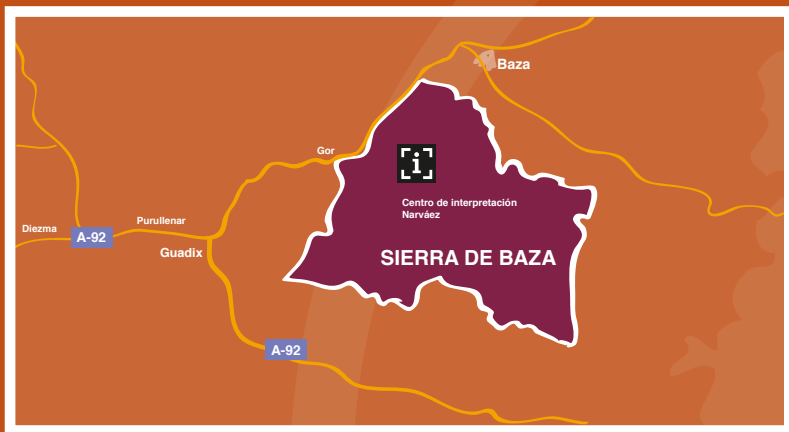 Baza
Gor
Centro de interpretación
Narváez
Purullenar
Diezma
A-92
Guadix
SIERRA DE BAZA
A-92